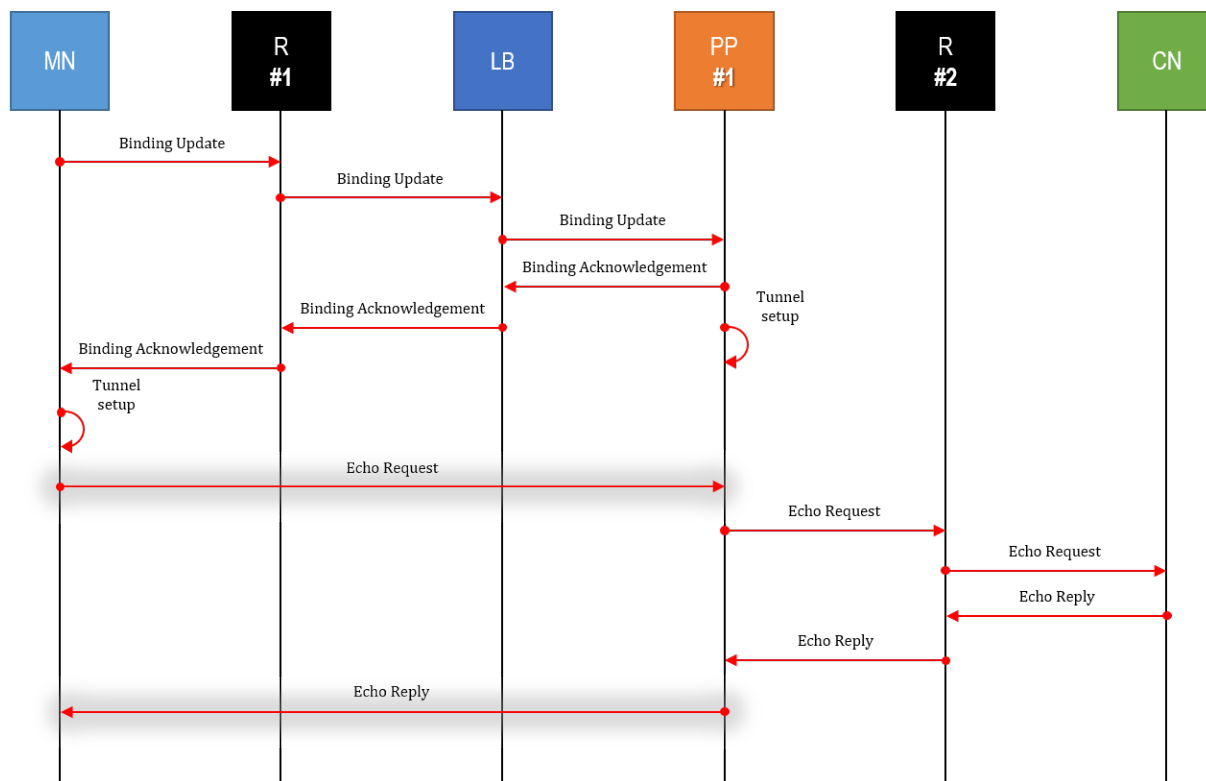 MN
R
#1
LB
PP
#1
R
#2
CN
Binding Update
Binding Update
Binding Update
Binding Acknowledgement
Tunnel
setup
Binding Acknowledgement
Binding Acknowledgement
Tunnel
setup
Echo Request
Echo Request
Echo Request
Echo Reply
Echo Reply
Echo Reply